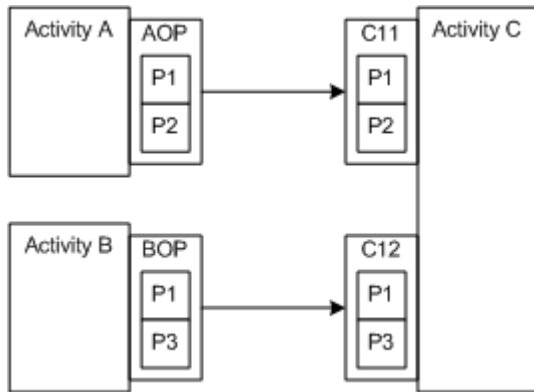 Activity A
AOP
P1
P2
C11
P1
P2
Activity C
Activity B
BOP
P1
P3
C12
P1
P3